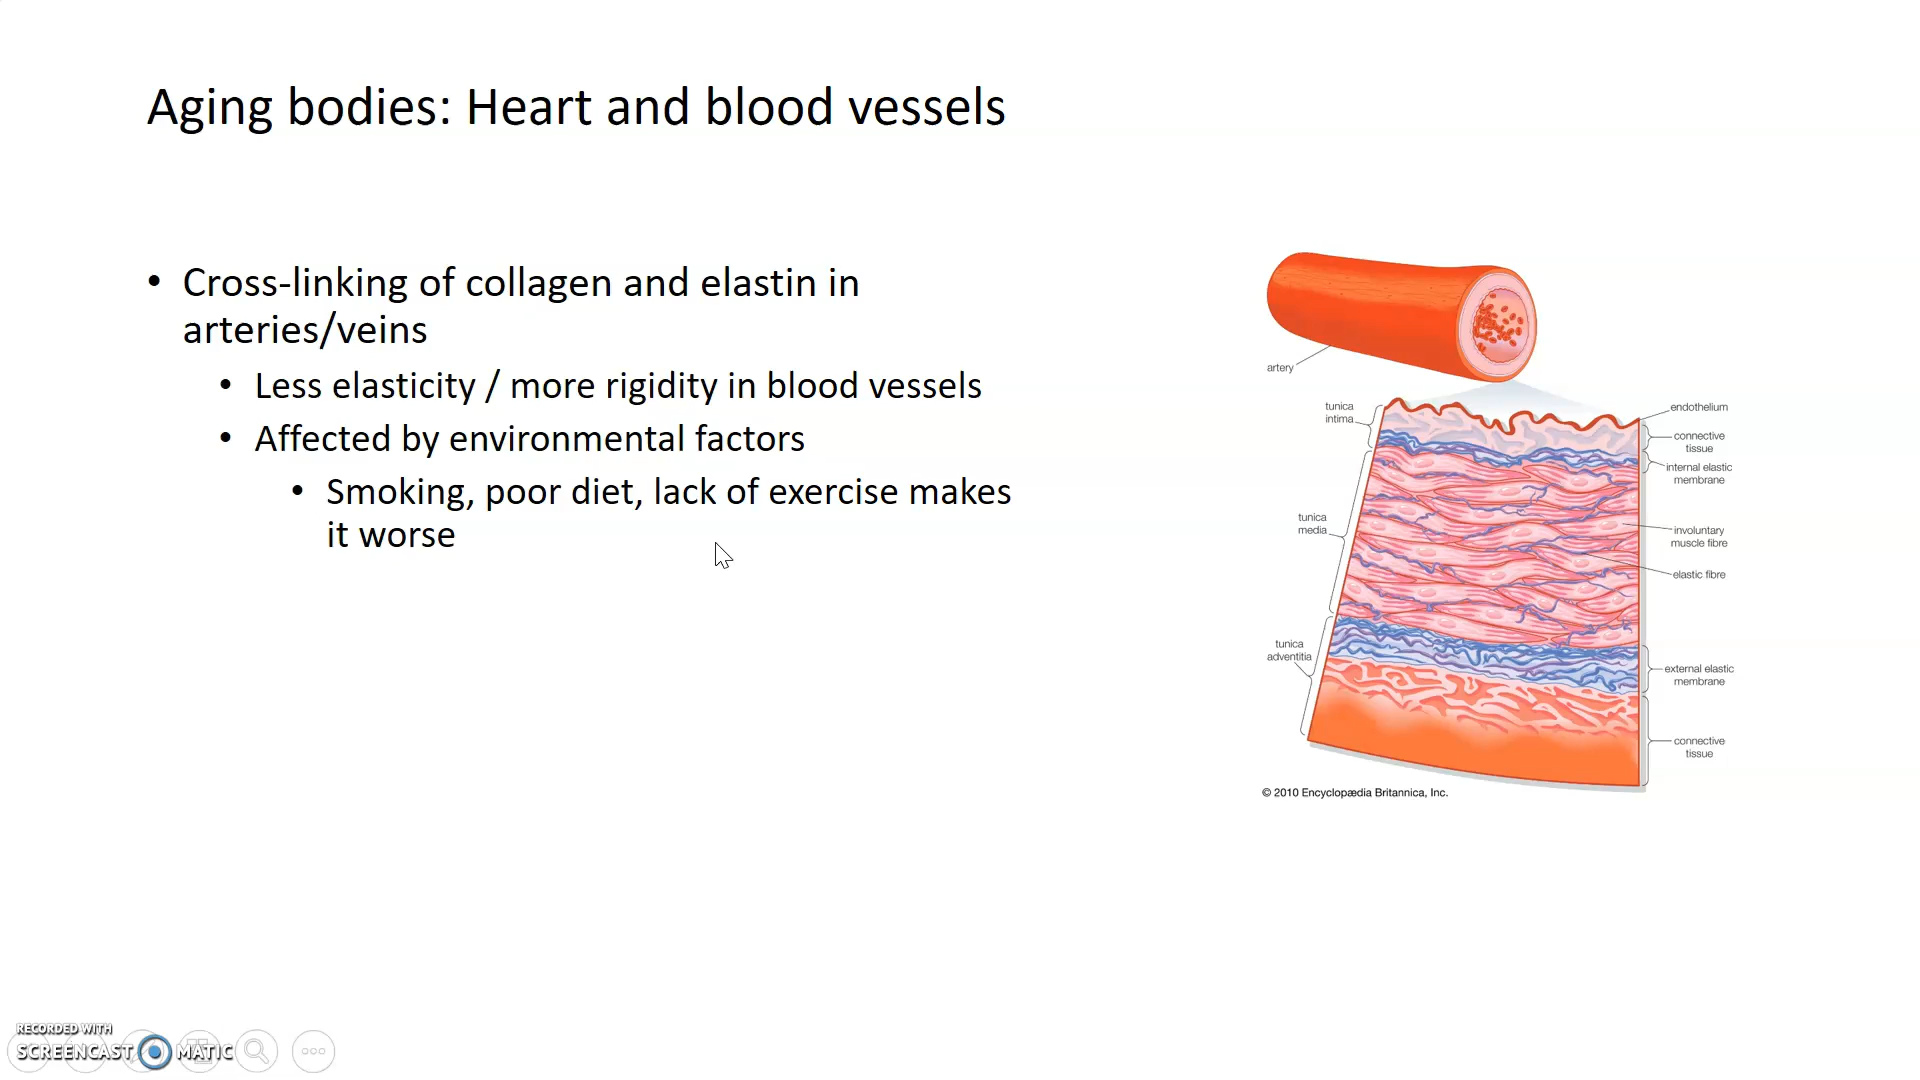 Aging bodies: Heart and blood vessels
• Cross-linking of collagen and elastin in
arteries/veins
• Less elasticity / more rigidity in blood vessels
• Affected by environmental factors
• Smoking, poor diet, lack of exercise makes
it worse
artery
tunica
intima
tunica
media
tunica
adventitia
endothelium
connective
tissue
internal elastic
membrane
involuntary
muscle fibre
elastic fibre
external elastic
membrane
connective
tissue
© 2010 Encyclopædia Britannica, Inc.
RECORDED WITH
SCREENCAST MATIC